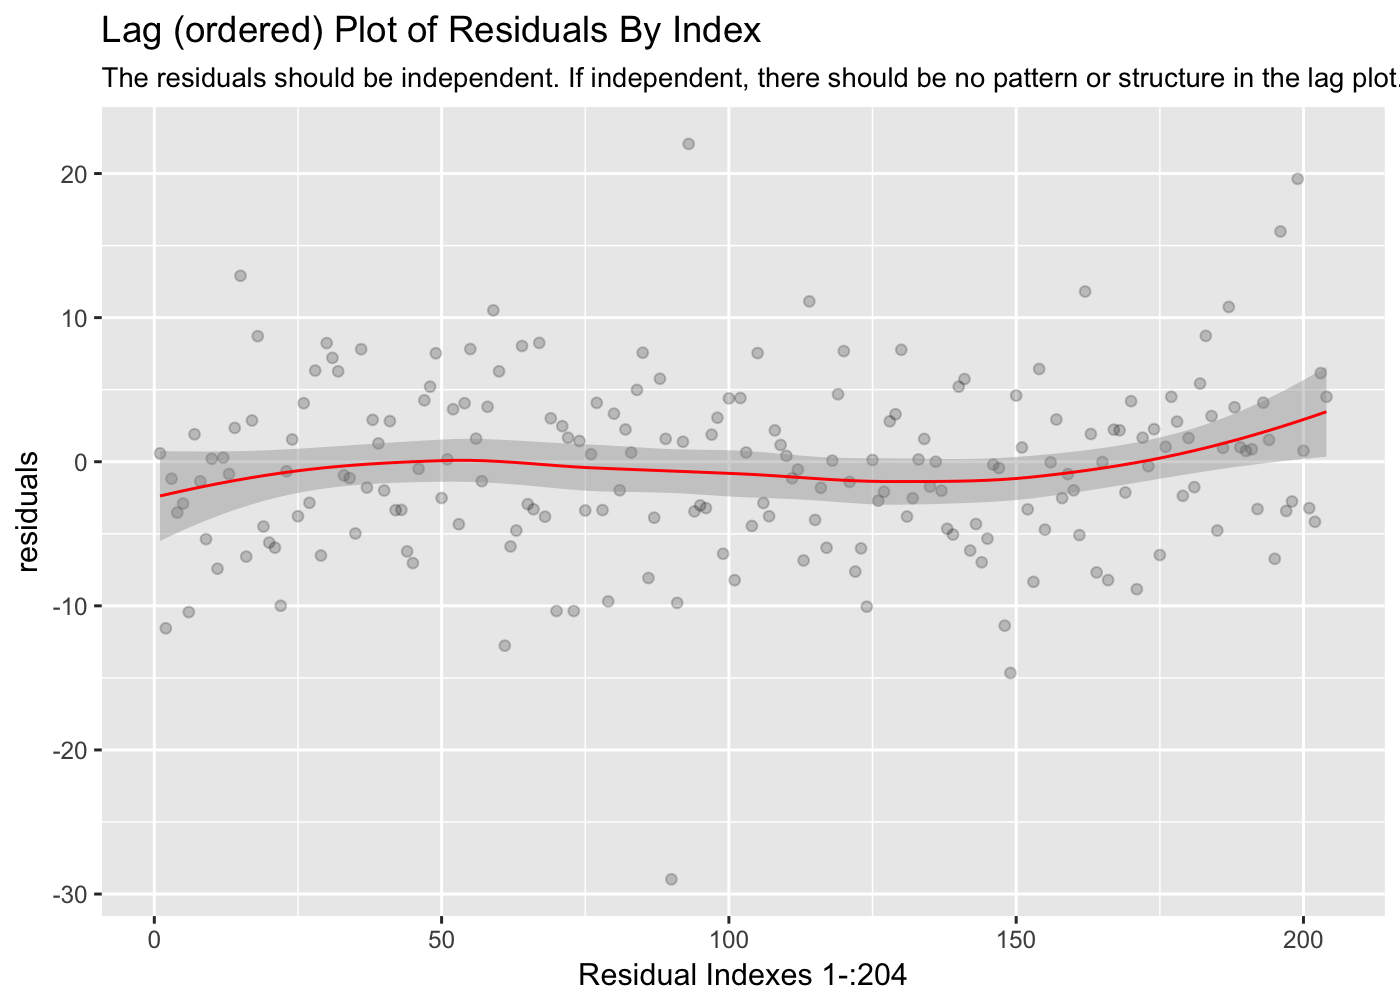 Lag (ordered) Plot of Residuals By Index
The residuals should be independent. If independent, there should be no pattern or structure in the lag plot.
20
10
0
-10
-20
-30
residuals
0 50 100 150 200
Residual Indexes 1-:204